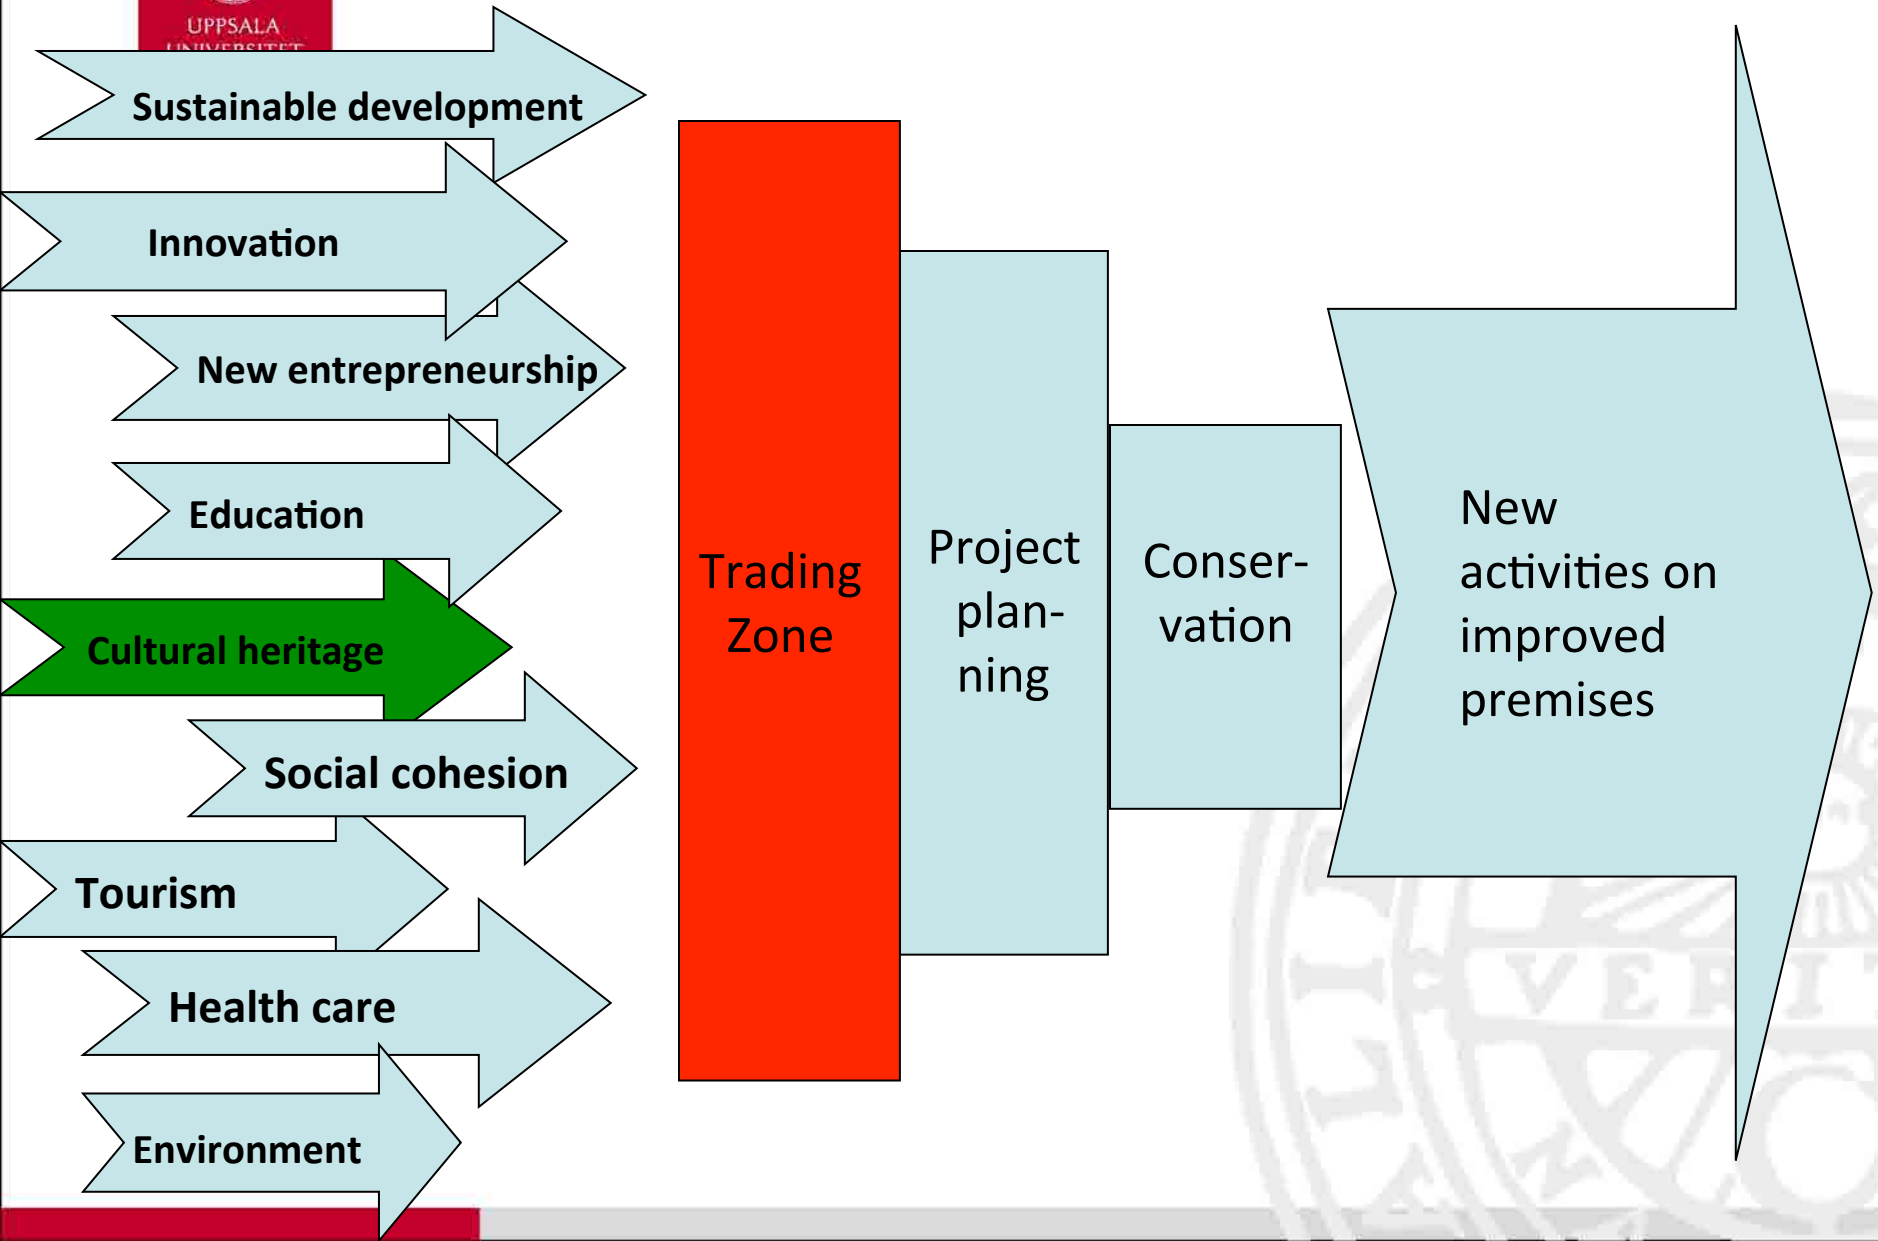 UPPSALA
UNIVERSITET
Sustainable development
Innovation
New entrepreneurship
Education
Cultural heritage
Social cohesion
Tourism
Health care
Environment
Trading
Zone
Project
plan-
ning
Conser-
vation
New
activities on
improved
premises